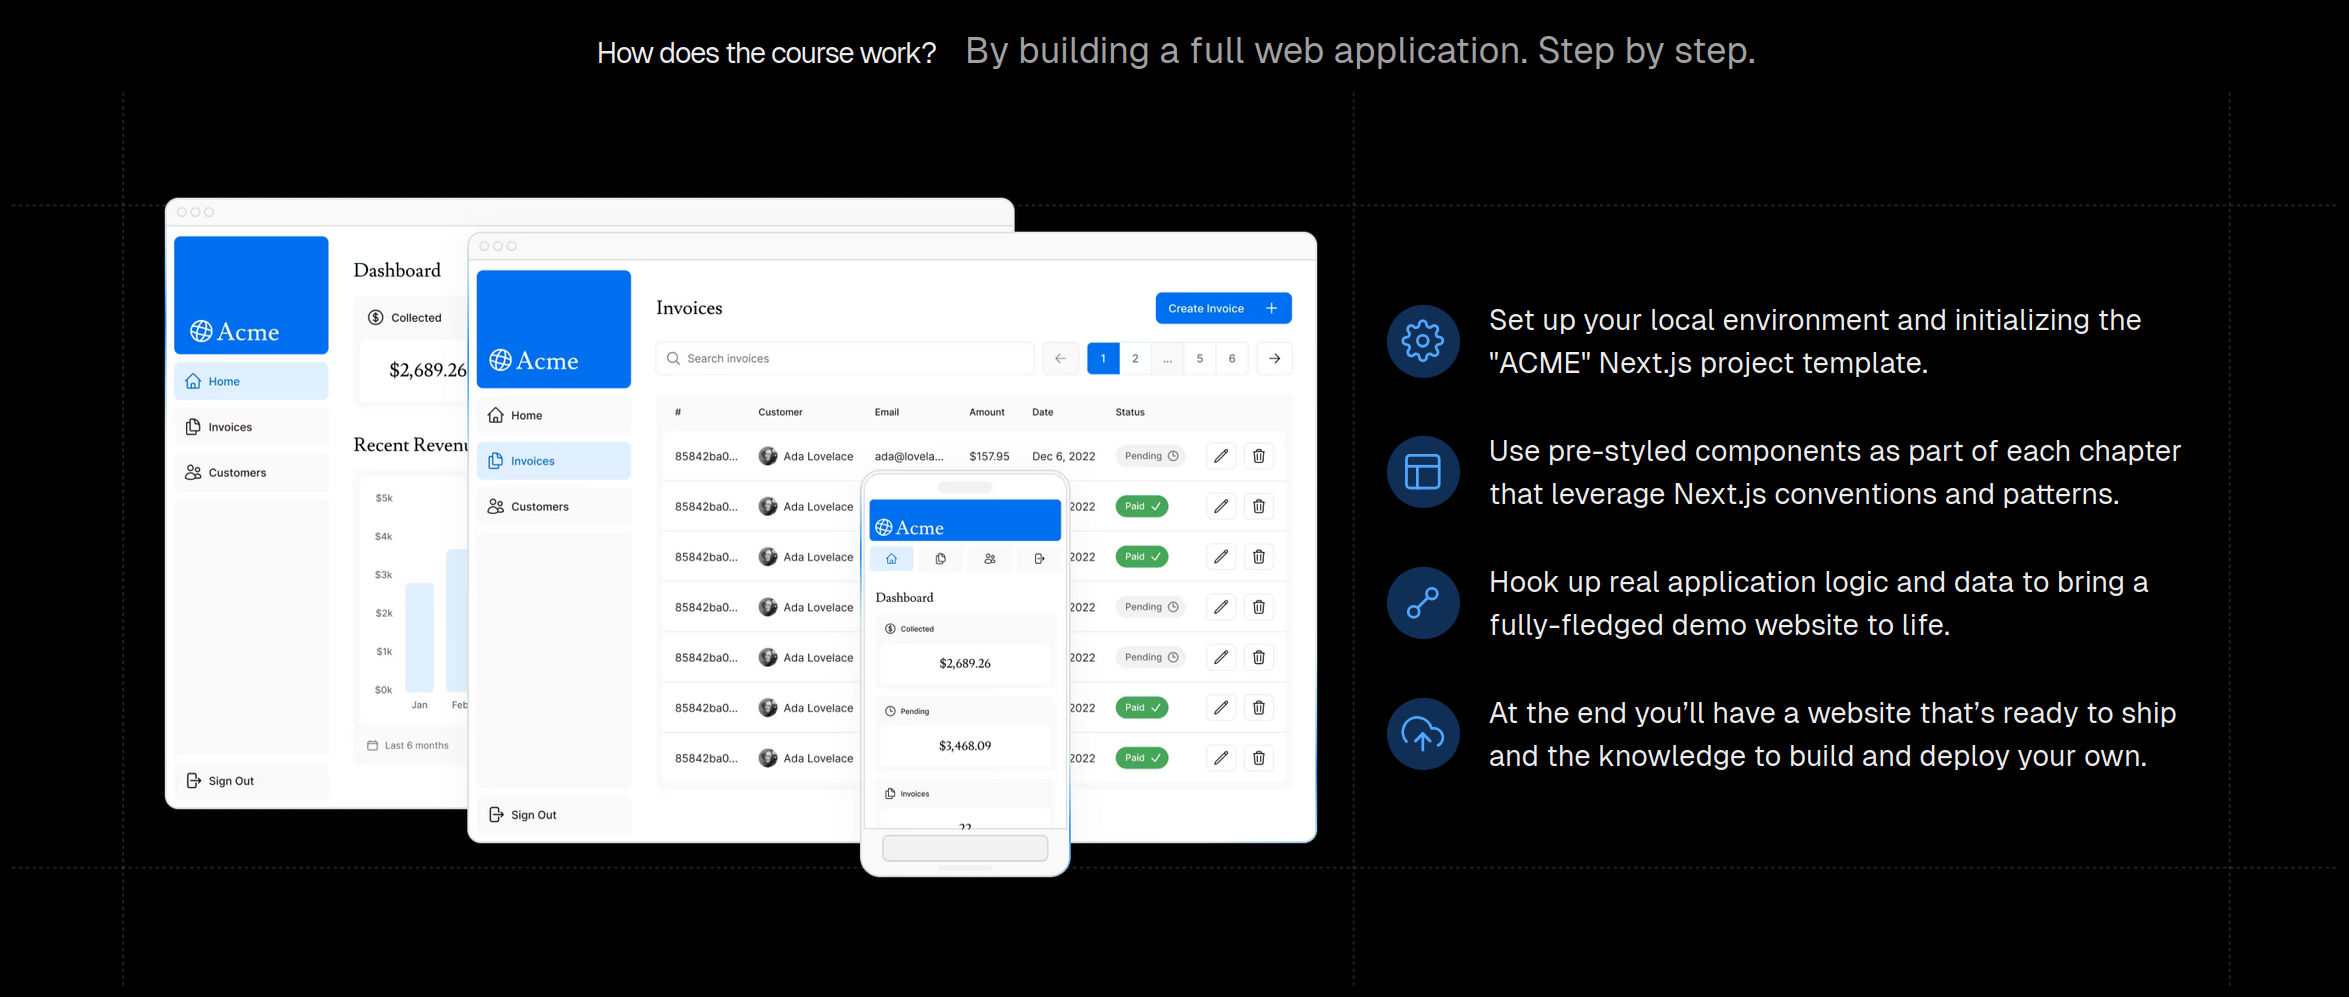 How does the course work? By building a full web application. Step by step.
Acme
Home
Invoices
Customers
Sign Out
Dashboard
Collected
$2,689.26
Recent
$5k
$4k
$3k
$2k
$1k
$0k
Jan
Feb
Last 6 months
Acme
Home
Invoices
Customers
Sign Out
Invoices
Create Invoice +
Search invoices
← 1 2 ... 5 6 →
# Customer Email Amount Date Status
85842ba0... Ada Lovelace ada@lovela... $157.95 Dec 6, 2022 Pending
85842ba0... Ada Lovelace 2022 Paid
85842ba0... Ada Lovelace 2022 Paid
85842ba0... Ada Lovelace 2022 Pending
85842ba0... Ada Lovelace 2022 Pending
85842ba0... Ada Lovelace 2022 Paid
85842ba0... Ada Lovelace 2022 Paid
Acme
Dashboard
Collected
$2,689.26
Pending
$3,468.09
Invoices
22
Set up your local environment and initializing the
"ACME" Next.js project template.
Use pre-styled components as part of each chapter
that leverage Next.js conventions and patterns.
Hook up real application logic and data to bring a
fully-fledged demo website to life.
At the end you’ll have a website that’s ready to ship
and the knowledge to build and deploy your own.